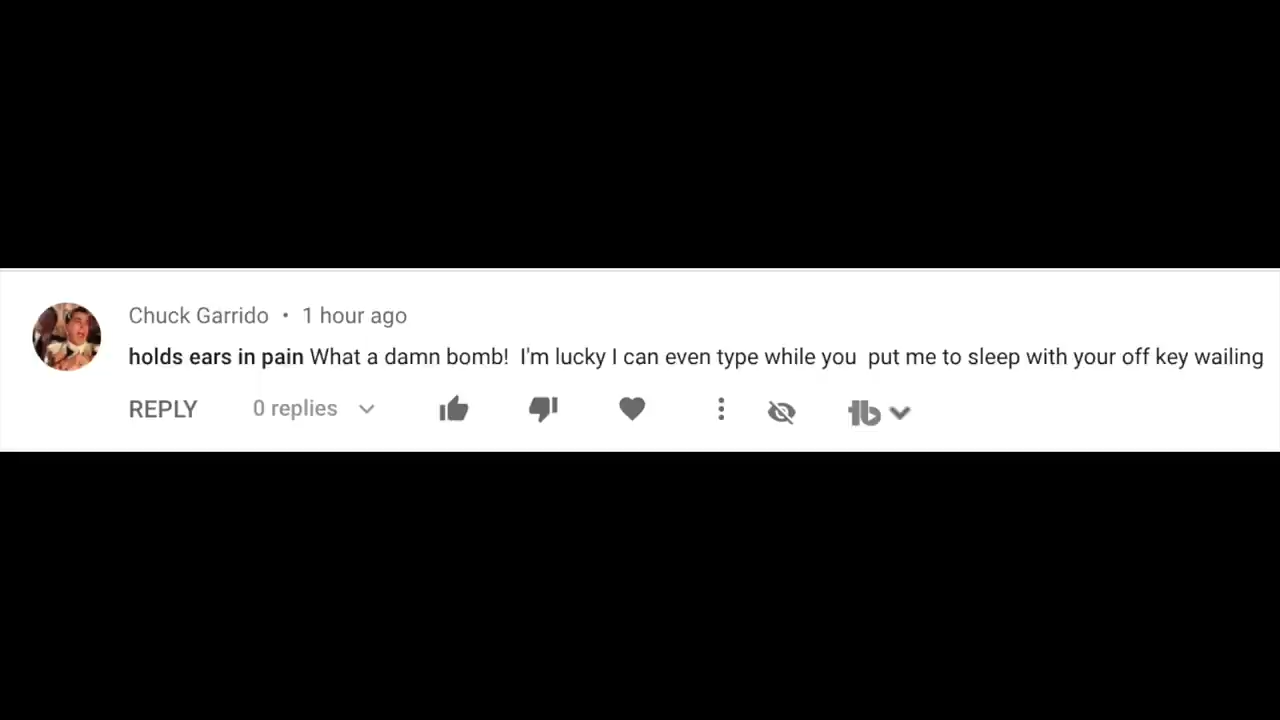 Chuck Garrido • 1 hour ago
holds ears in pain What a damn bomb!  I'm lucky I can even type while you  put me to sleep with your off key wailing
REPLY 0 replies
tb